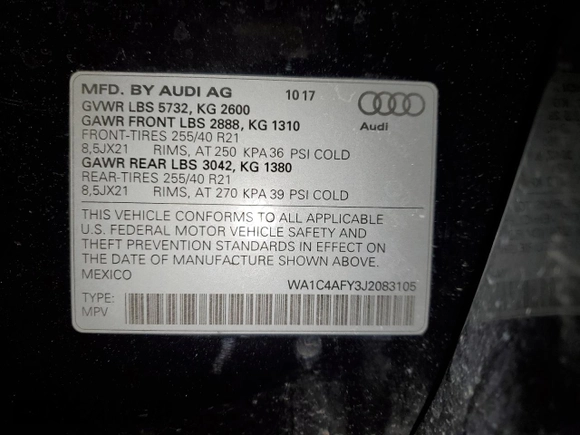 MFD. BY AUDI AG 10 17
GVWR LBS 5732, KG 2600
GAWR FRONT LBS 2888, KG 1310
FRONT-TIRES 255/40 R21
8,5JX21 RIMS, AT 250 KPA 36 PSI COLD
GAWR REAR LBS 3042, KG 1380
REAR-TIRES 255/40 R21
8,5JX21 RIMS, AT 270 KPA 39 PSI COLD
Audi
THIS VEHICLE CONFORMS TO ALL APPLICABLE
U.S. FEDERAL MOTOR VEHICLE SAFETY AND
THEFT PREVENTION STANDARDS IN EFFECT ON
THE DATE OF MANUFACTURE SHOWN ABOVE.
MEXICO WA1C4AFY3J2083105
TYPE:
MPV